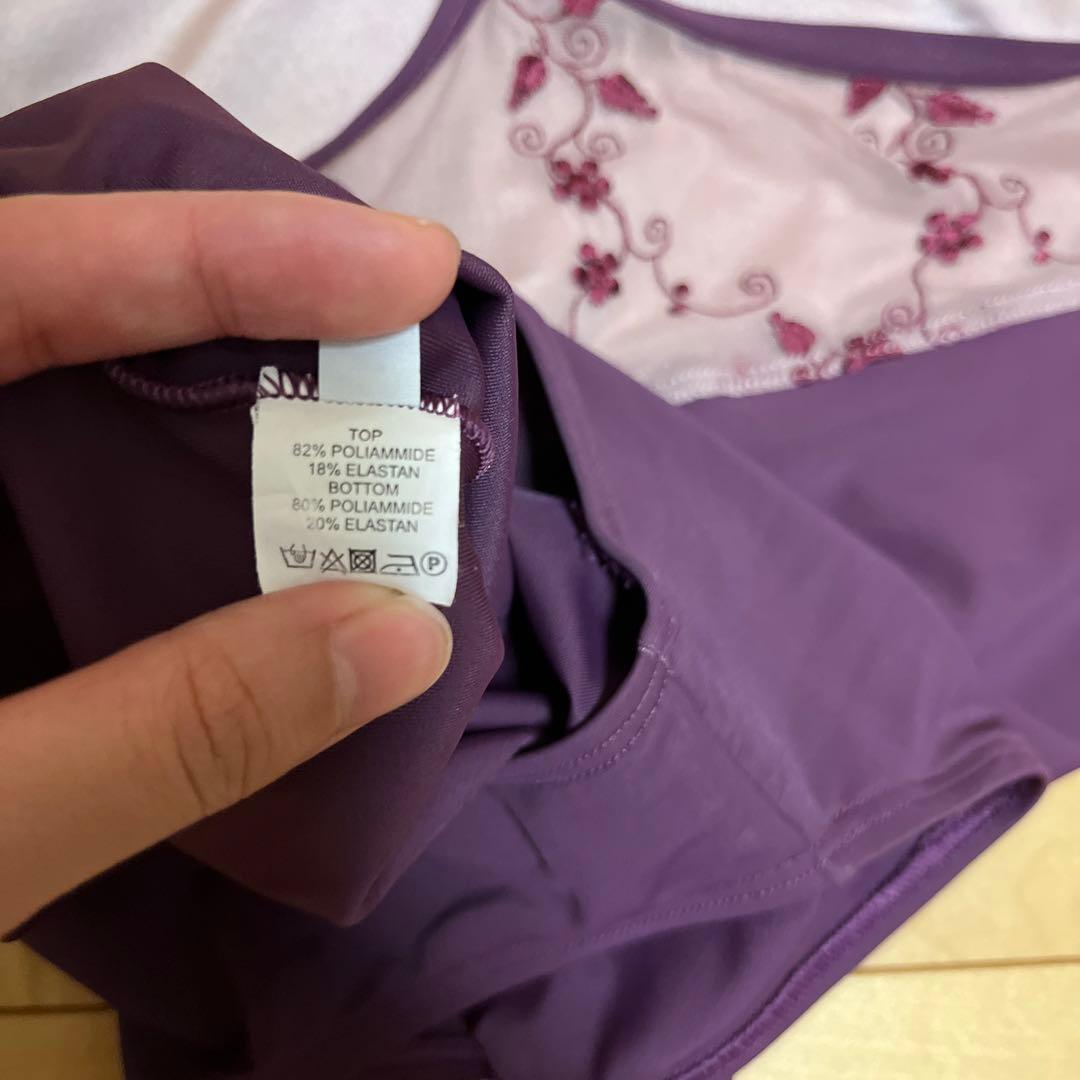 TOP
82% POLIAMMIDE
18% ELASTAN
BOTTOM
80% POLIAMMIDE
20% ELASTAN
P